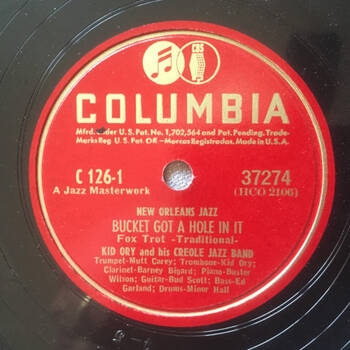 CBS
COLUMBIA
Mfrd. under U.S. Pat. No. 1,702,564 and Pat. Pending. Trade-
Marks Reg. U.S. Pat. Off.-Marcas Registradas. Made in U.S.A.
C 126-1
A Jazz Masterwork
37274
(HCO 2106)
NEW ORLEANS JAZZ
BUCKET GOT A HOLE IN IT
Fox Trot -Traditional-
KID ORY and his CREOLE JAZZ BAND
Trumpet-Mutt Carey; Trombone-Kid Ory;
Clarinet-Barney Bigard; Piano-Buster
Wilson; Guitar-Bud Scott; Bass-Ed
Garland; Drums-Minor Hall